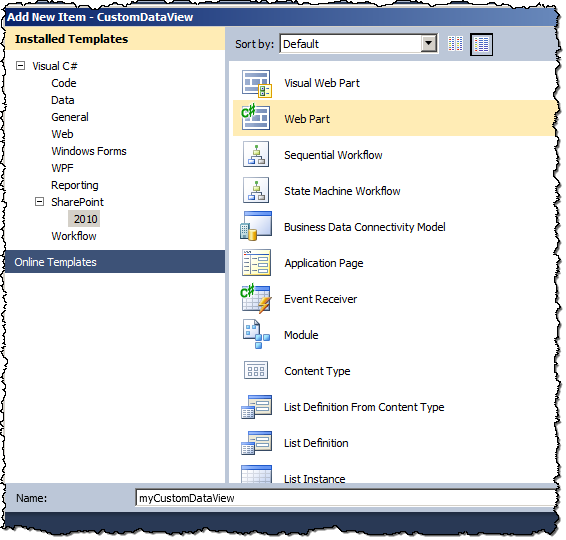 Add New Item - CustomDataView
Installed Templates
Visual C#
Code
Data
General
Web
Windows Forms
WPF
Reporting
SharePoint
2010
Workflow
Online Templates
Sort by: Default
Visual Web Part
C#
Web Part
Sequential Workflow
State Machine Workflow
Business Data Connectivity Model
Application Page
C#
Event Receiver
Module
Content Type
List Definition From Content Type
List Definition
List Instance
Name: myCustomDataView